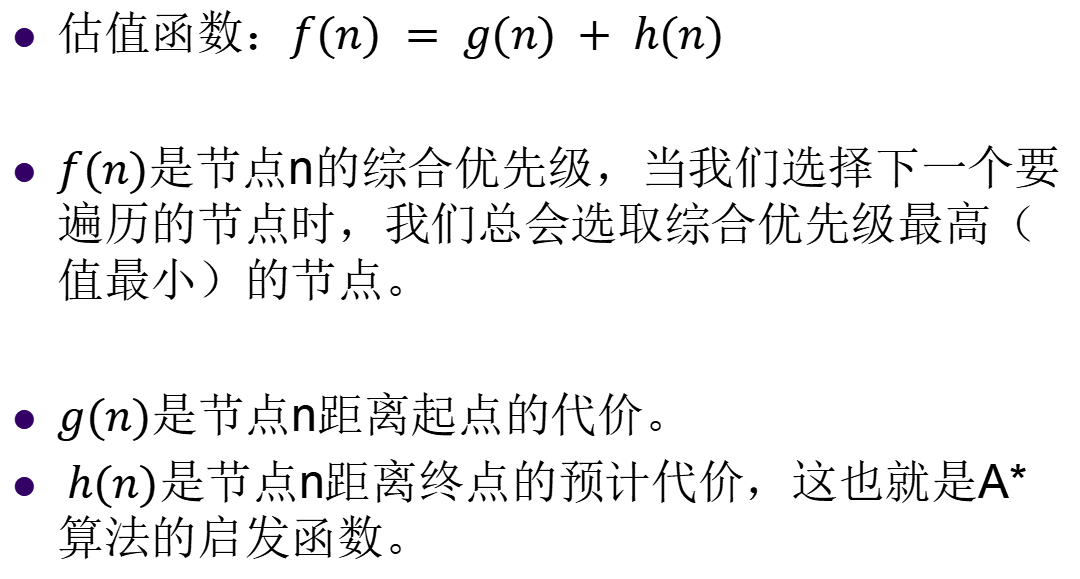 ● 估值函数：f(n) = g(n) + h(n)
● f(n)是节点n的综合优先级，当我们选择下一个要
遍历的节点时，我们总会选取综合优先级最高（
值最小）的节点。
● g(n)是节点n距离起点的代价。
● h(n)是节点n距离终点的预计代价，这也就是A*
算法的启发函数。